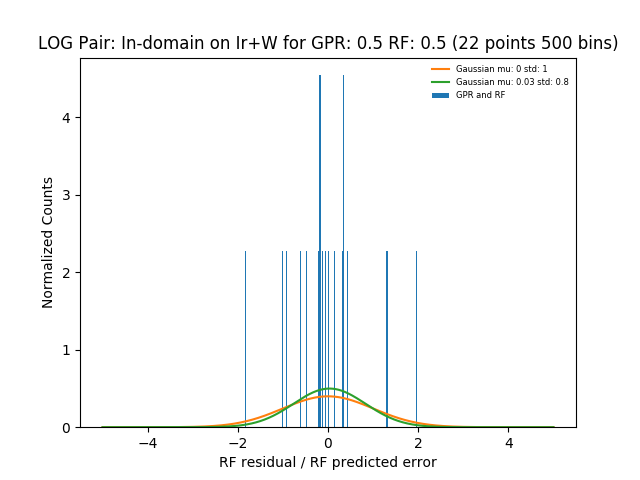 LOG Pair: In-domain on Ir+W for GPR: 0.5 RF: 0.5 (22 points 500 bins)
Gaussian mu: 0 std: 1
Gaussian mu: 0.03 std: 0.8
GPR and RF
Normalized Counts
4
3
2
1
0
−4
−2
0
2
4
RF residual / RF predicted error